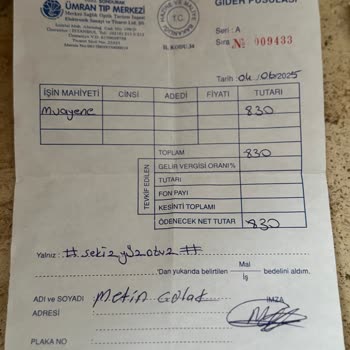 ÜMRAN TIP MERKEZİ
T.C.
GİDER PUSULASI
Seri : A
Sıra № 009433
İL KODU:34
Tarih : 04/06/2025
İŞİN MAHİYETİ CİNSİ ADEDİ FİYATI TUTARI
Muayene 830
TOPLAM 830
TEVKİF EDİLEN
GELİR VERGİSİ ORANI%
TUTARI
FON PAYI
KESİNTİ TOPLAMI
ÖDENECEK NET TUTAR 830
Yalnız : #sekizyüzotuz#
'Dan yukarıda belirtilen Mal İş bedelini aldım.
ADI ve SOYADI Metin İMZA
ADRESİ
PLAKA NO :